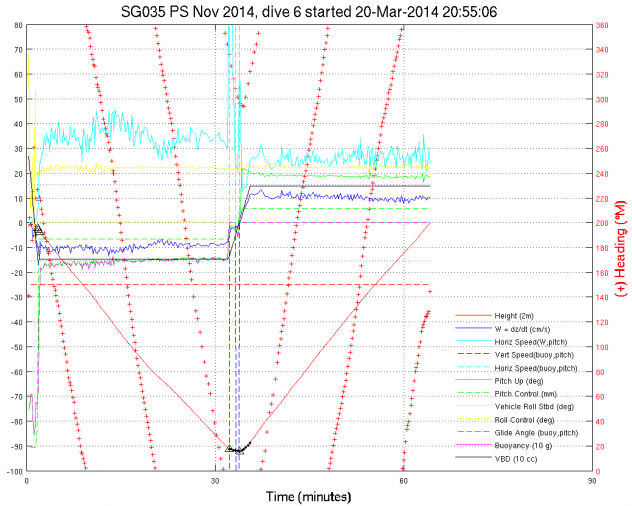 SG035 PS Nov 2014, dive 6 started 20-Mar-2014 20:55:06
80
70
60
50
40
30
20
10
0
-10
-20
-30
-40
-50
-60
-70
-80
-90
-100
360
340
320
300
280
260
240
220
200
180
160
140
120
100
80
60
40
20
0
(+) Heading (°M)
Height (2m)
W = dz/dt (cm/s)
Horiz Speed(W,pitch)
Vert Speed(buoy,pitch)
Horiz Speed(buoy,pitch)
Pitch Up (deg)
Pitch Control (mm)
Vehicle Roll Stbd (deg)
Roll Control (deg)
Glide Angle (buoy,pitch)
Buoyancy (10 g)
VBD (10 cc)
0
30
60
90
Time (minutes)